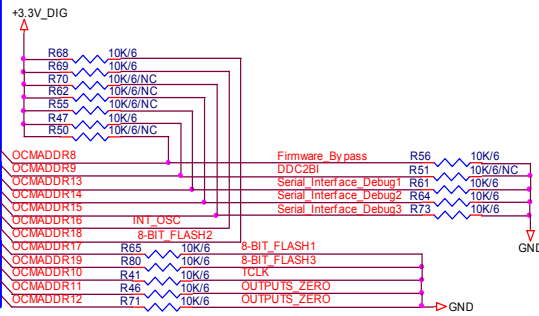 +3.3V_DIG
R68 10K/6
R69 10K/6
R70 10K/6/NC
R62 10K/6/NC
R55 10K/6/NC
R47 10K/6
R50 10K/6/NC
OCMADDR8 Firmware_Bypass R56 10K/6
OCMADDR9 DDC2BI R51 10K/6/NC
OCMADDR13 Serial_Interface_Debug1 R61 10K/6
OCMADDR14 Serial_Interface_Debug2 R64 10K/6
OCMADDR15 Serial_Interface_Debug3 R73 10K/6
OCMADDR16 INT_OSC
OCMADDR18 8-BIT_FLASH2
OCMADDR17 R65 10K/6 8-BIT_FLASH1
OCMADDR19 R80 10K/6 8-BIT_FLASH3
OCMADDR10 R41 10K/6 TCLK
OCMADDR11 R46 10K/6 OUTPUTS_ZERO
OCMADDR12 R71 10K/6 OUTPUTS_ZERO
GND
GND